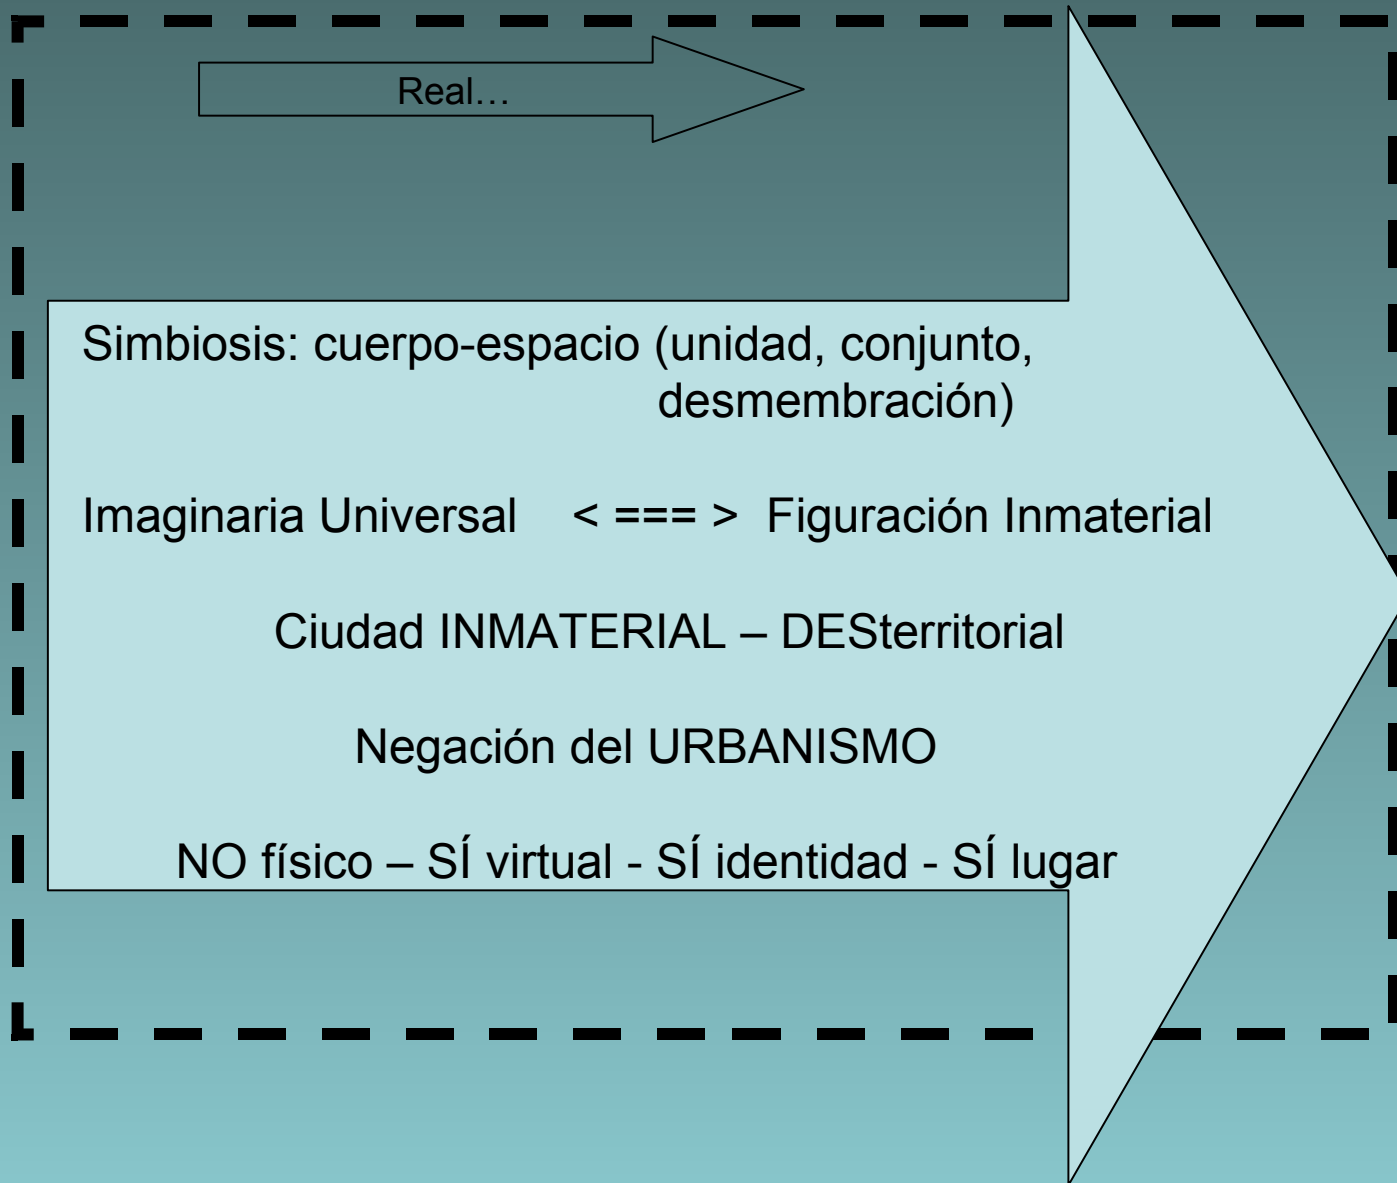 Real…
Simbiosis: cuerpo-espacio (unidad, conjunto,
desmembración)
Imaginaria Universal < === > Figuración Inmaterial
Ciudad INMATERIAL – DESterritorial
Negación del URBANISMO
NO físico – SÍ virtual - SÍ identidad - SÍ lugar